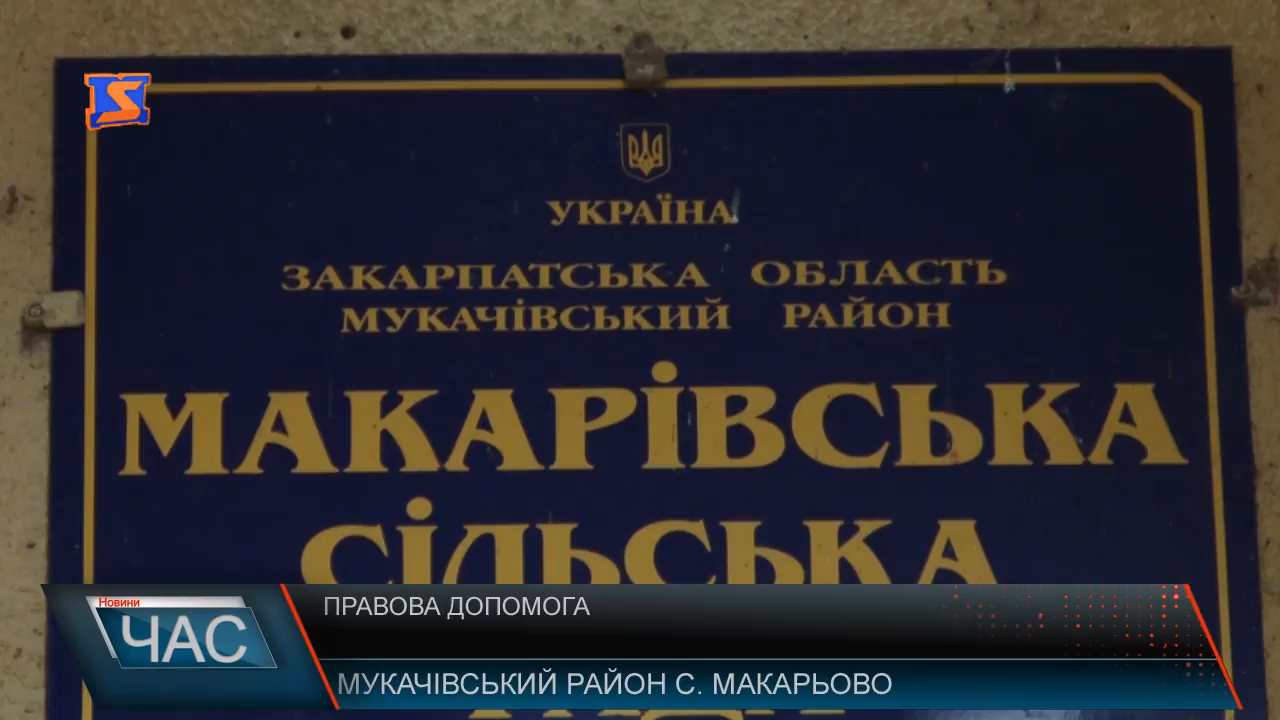 УКРАЇНА
ЗАКАРПАТСЬКА ОБЛАСТЬ
МУКАЧІВСЬКИЙ РАЙОН
МАКАРІВСЬКА
СІЛЬСЬКА
Новини
ЧАС
ПРАВОВА ДОПОМОГА
МУКАЧІВСЬКИЙ РАЙОН С. МАКАРЬОВО